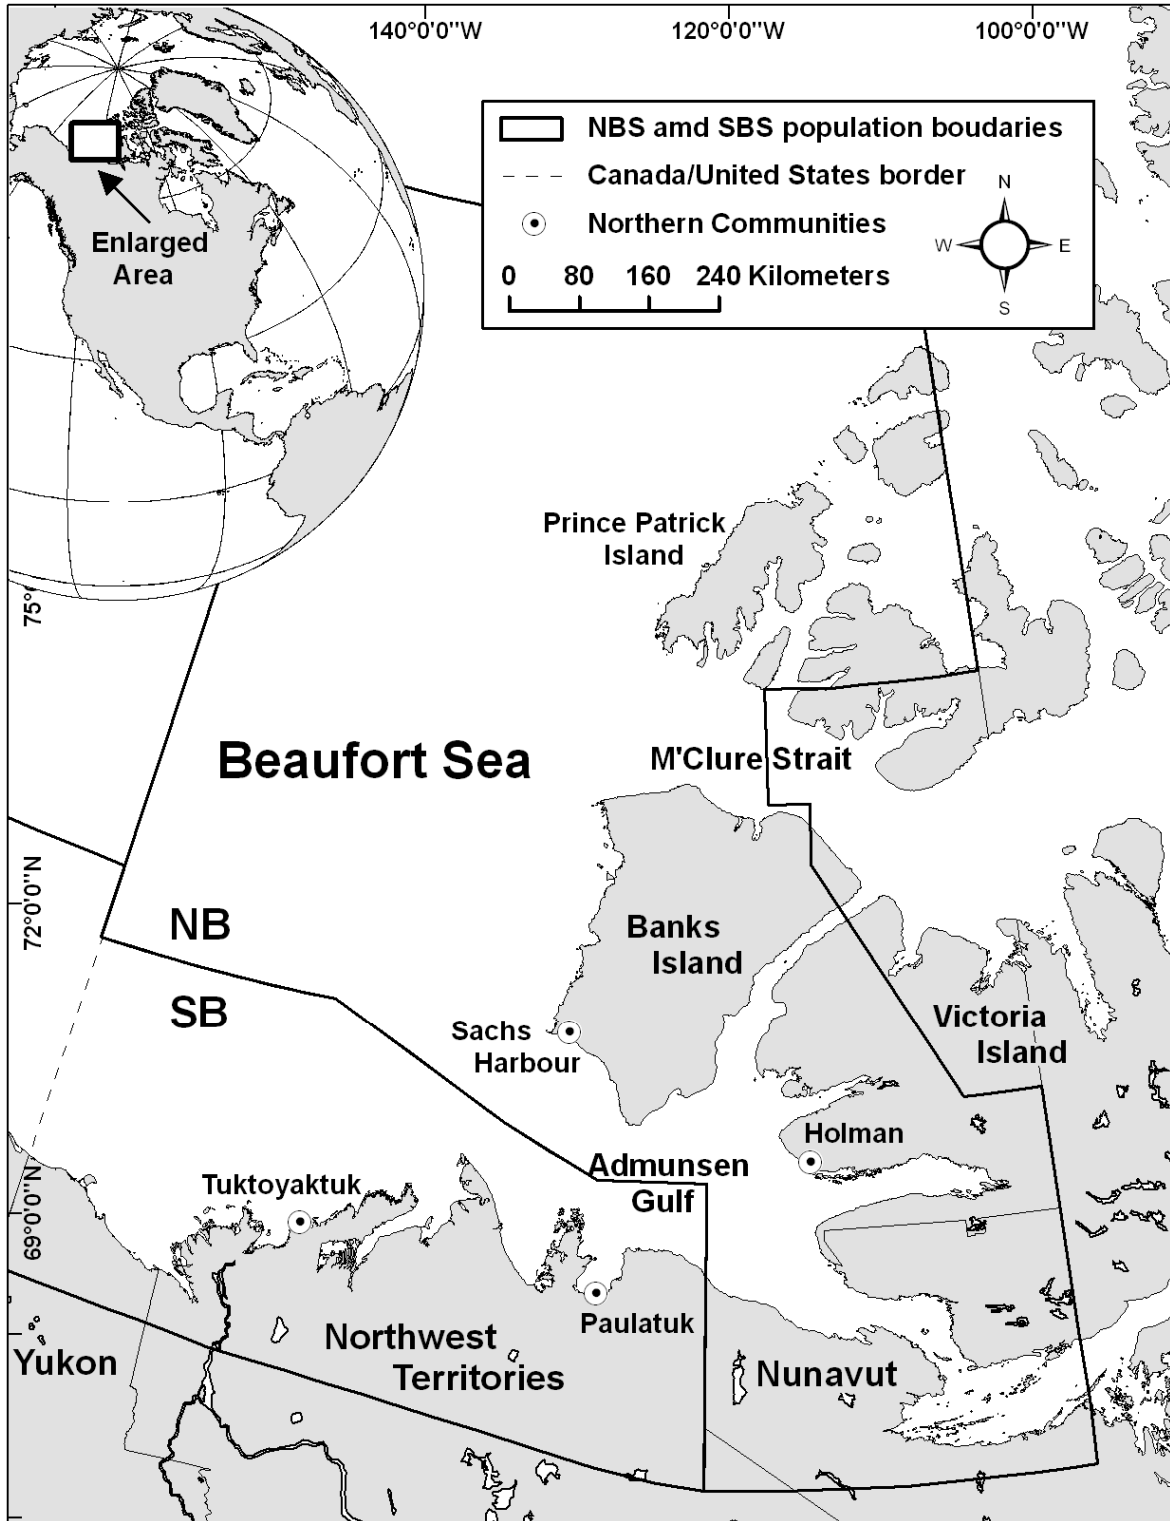 140°0'0"W 120°0'0"W 100°0'0"W
NBS amd SBS population boudaries
Canada/United States border
Northern Communities
N
W E
S
0 80 160 240 Kilometers
Enlarged
Area
Prince Patrick
Island
Beaufort Sea
M'Clure Strait
72°0'0"N
NB
SB
Banks
Island
Sachs
Harbour
Victoria
Island
Holman
Admunsen
Gulf
Tuktoyaktuk
69°0'0"N
Paulatuk
Northwest
Territories
Yukon
Nunavut